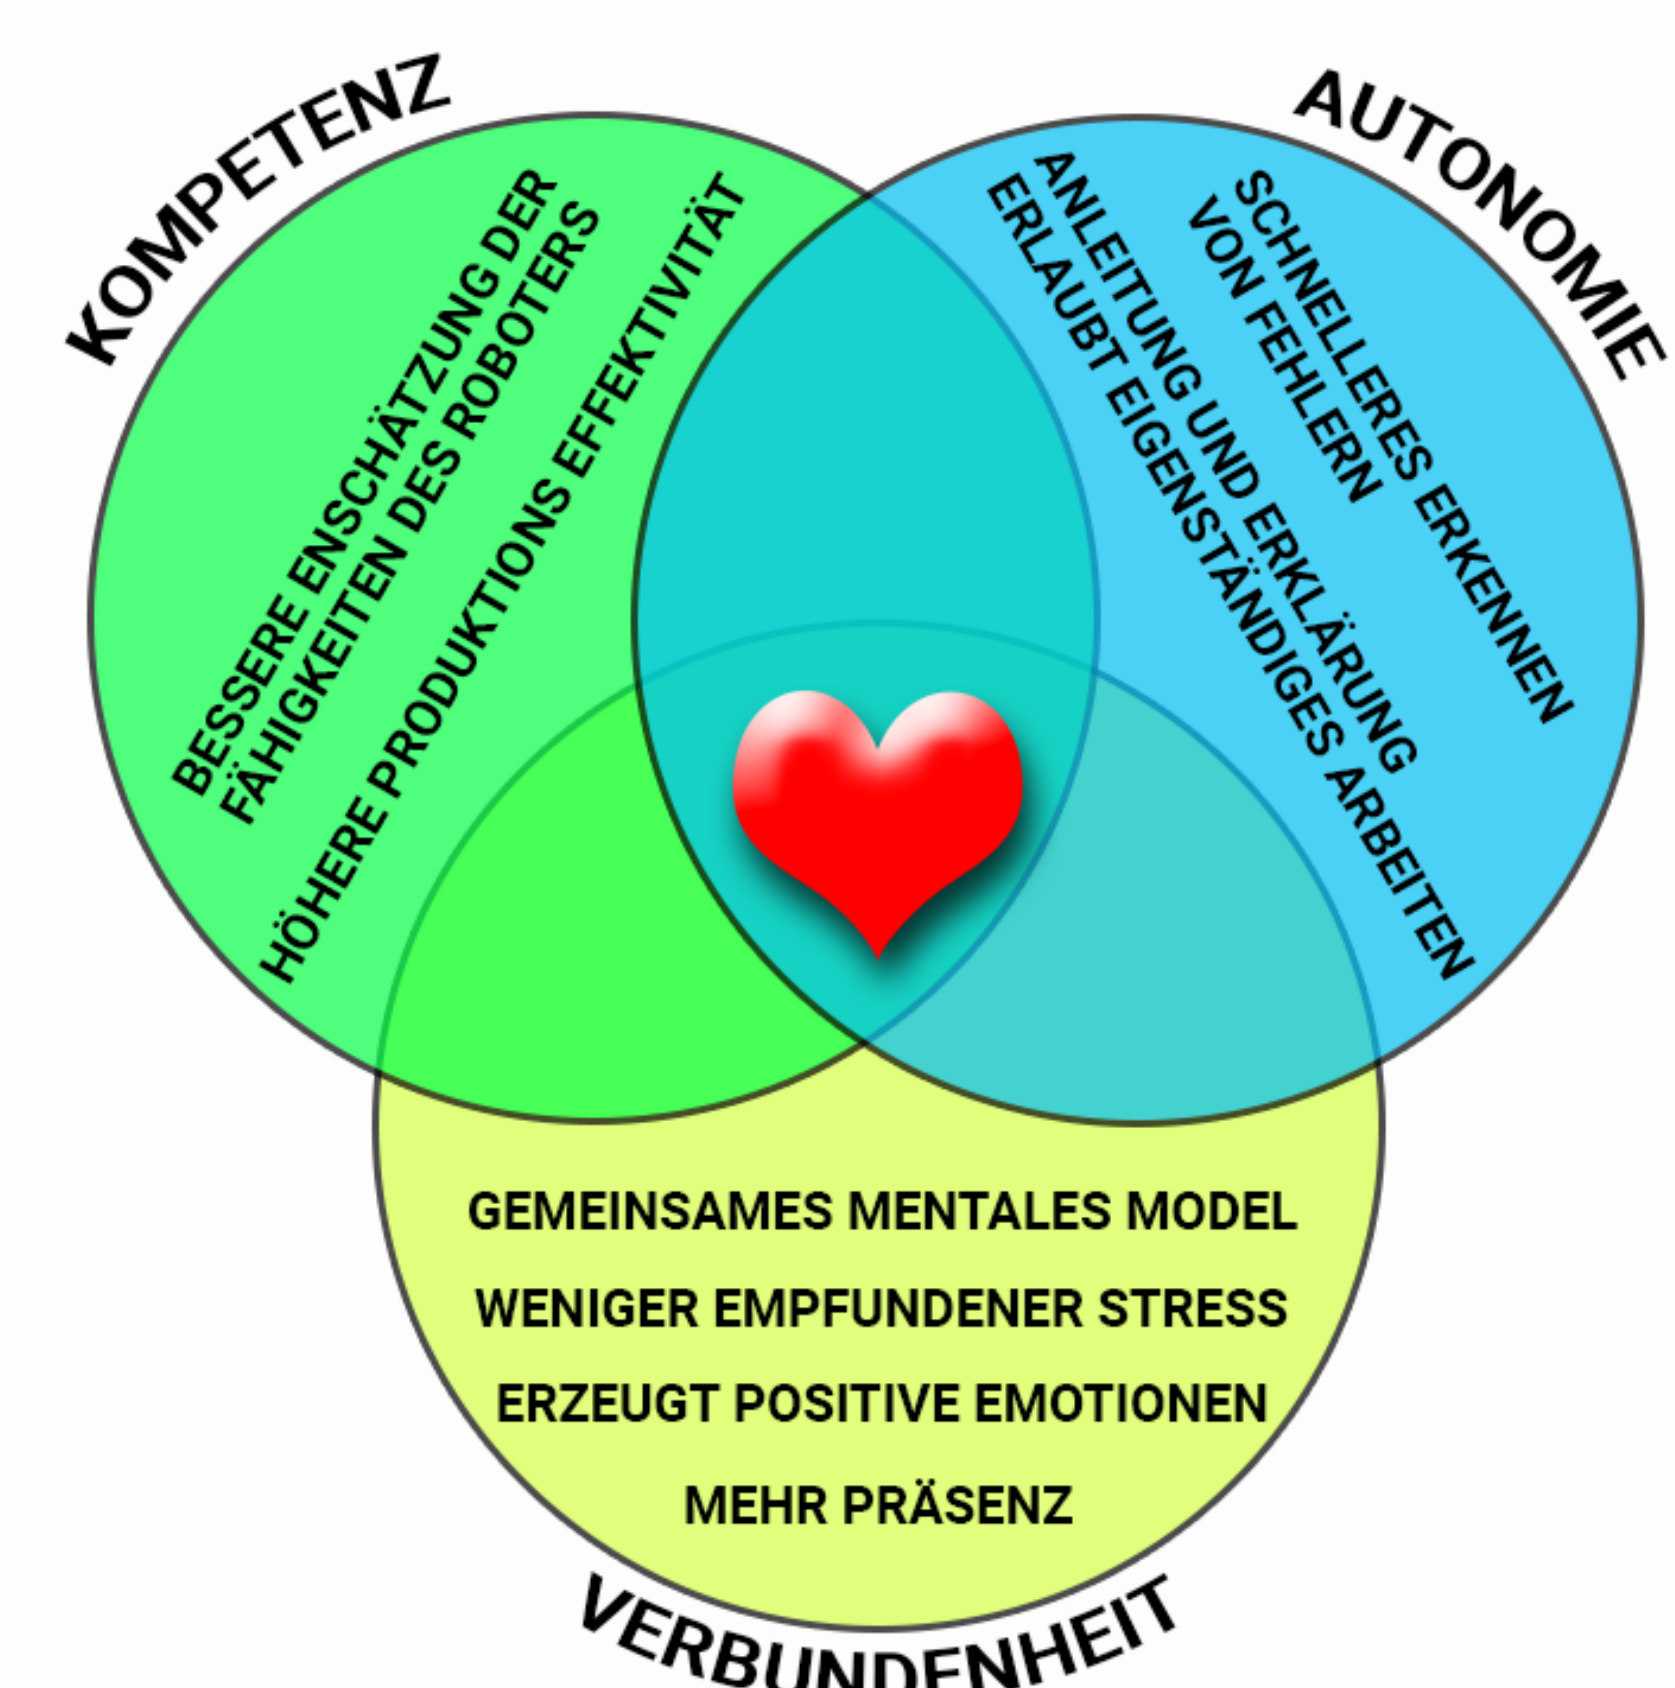 KOMPETENZ
BESSERE ENSCHÄTZUNG DER
FÄHIGKEITEN DES ROBOTERS
HÖHERE PRODUKTIONS EFFEKTIVITÄT
AUTONOMIE
SCHNELLERES ERKENNEN
VON FEHLERN
ANLEITUNG UND ERKLÄRUNG
ERLAUBT EIGENSTÄNDIGES ARBEITEN
GEMEINSAMES MENTALES MODEL
WENIGER EMPFUNDENER STRESS
ERZEUGT POSITIVE EMOTIONEN
MEHR PRÄSENZ
VERBUNDENHEIT